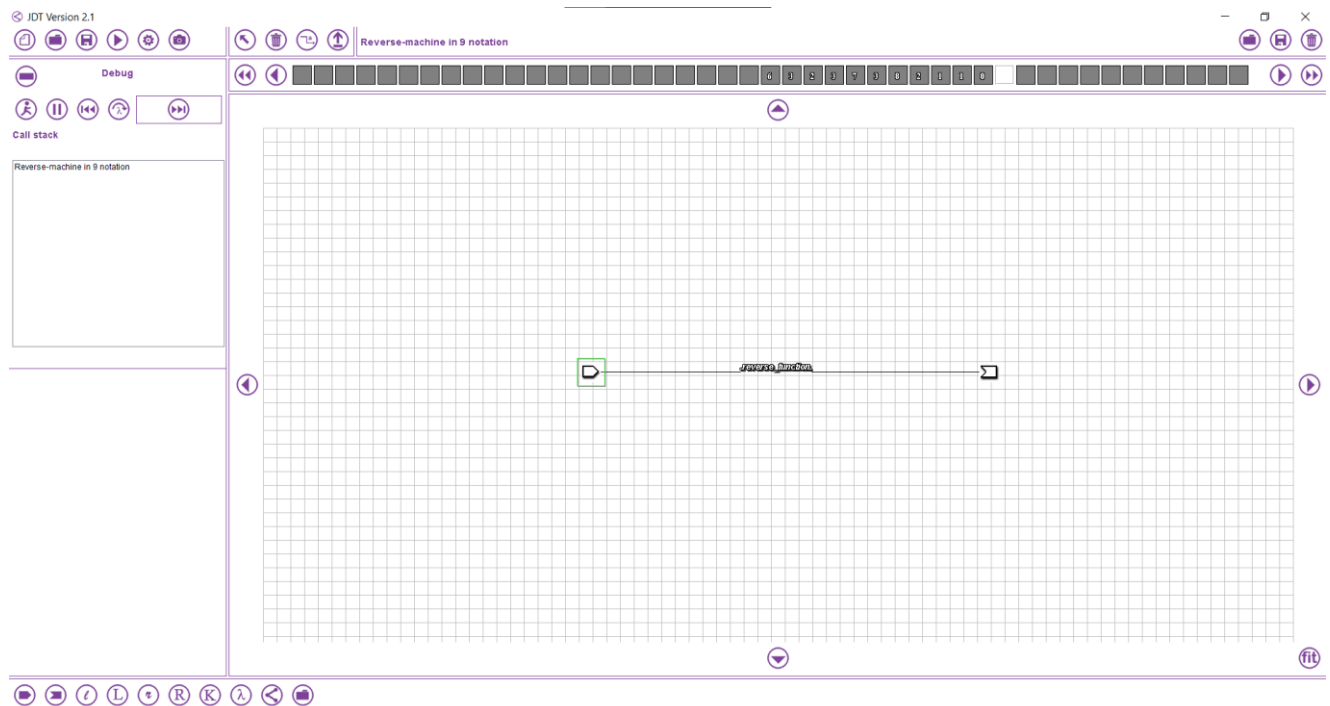 JDT Version 2.1
Reverse-machine in 9 notation
Debug
6 3 2 3 7 3 8 2 1 1 0
Call stack
Reverse-machine in 9 notation
.reverse_function.
fit
l L r R K λ